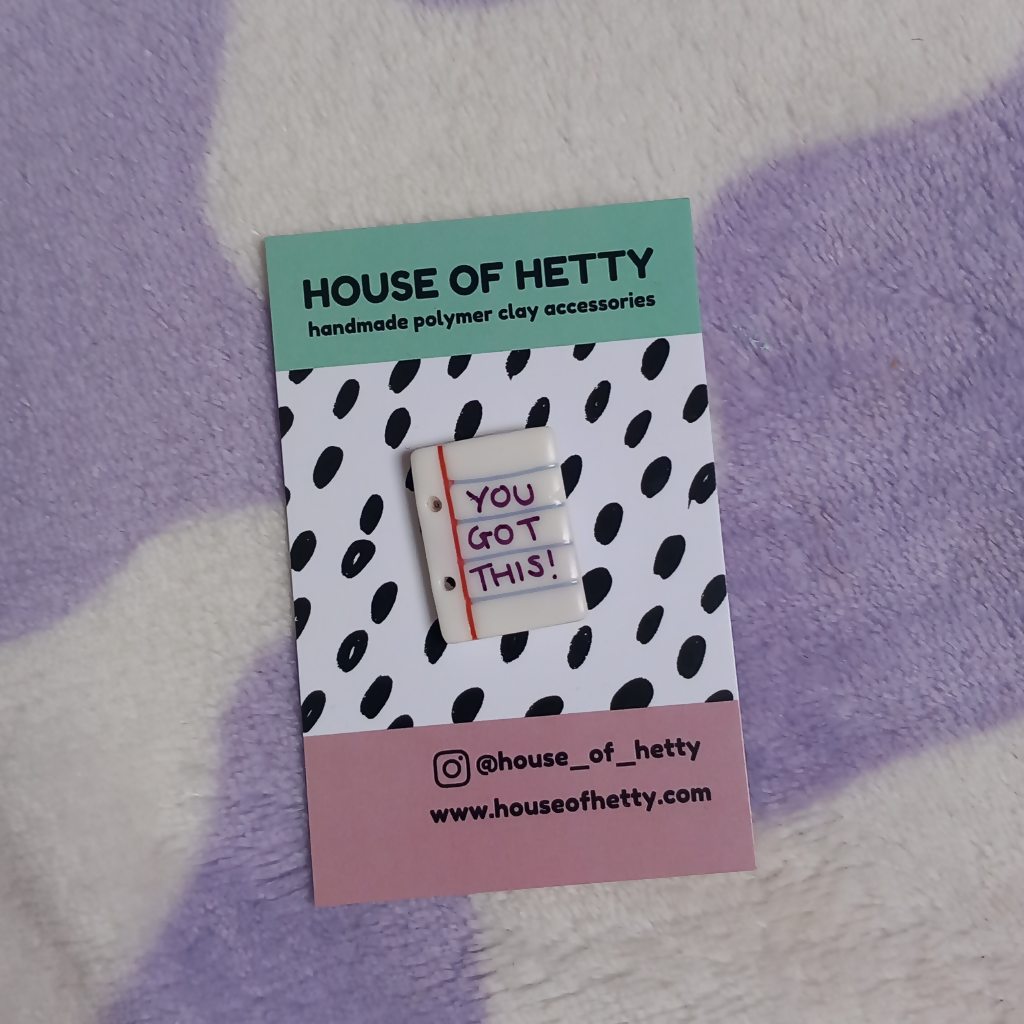 HOUSE OF HETTY
handmade polymer clay accessories
YOU
GOT
THIS!
@house_of_hetty
www.houseofhetty.com